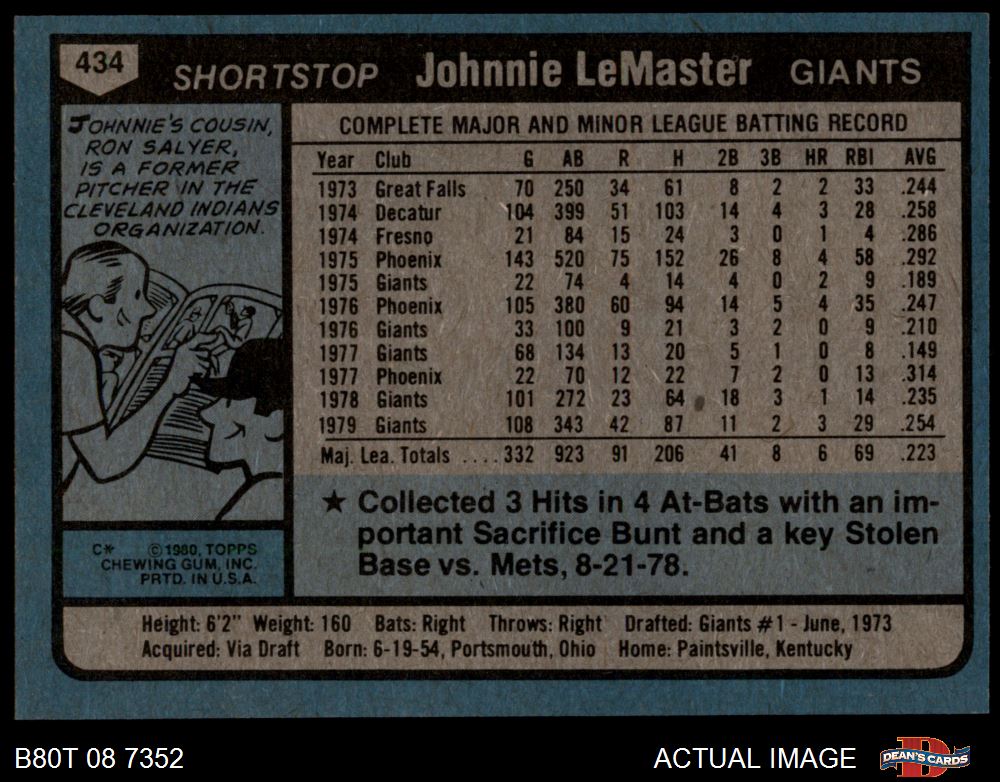 434
SHORTSTOP Johnnie LeMaster GIANTS
JOHNNIE'S COUSIN,
RON SALYER,
IS A FORMER
PITCHER IN THE
CLEVELAND INDIANS
ORGANIZATION.
COMPLETE MAJOR AND MINOR LEAGUE BATTING RECORD
Year Club G AB R H 2B 3B HR RBI AVG
1973 Great Falls 70 250 34 61 8 2 2 33 .244
1974 Decatur 104 399 51 103 14 4 3 28 .258
1974 Fresno 21 84 15 24 3 0 1 4 .286
1975 Phoenix 143 520 75 152 26 8 4 58 .292
1975 Giants 22 74 4 14 4 0 2 9 .189
1976 Phoenix 105 380 60 94 14 5 4 35 .247
1976 Giants 33 100 9 21 3 2 0 9 .210
1977 Giants 68 134 13 20 5 1 0 8 .149
1977 Phoenix 22 70 12 22 7 2 0 13 .314
1978 Giants 101 272 23 64 18 3 1 14 .235
1979 Giants 108 343 42 87 11 2 3 29 .254
Maj. Lea. Totals .... 332 923 91 206 41 8 6 69 .223
★ Collected 3 Hits in 4 At-Bats with an im-
portant Sacrifice Bunt and a key Stolen
Base vs. Mets, 8-21-78.
C* © 1980, TOPPS
CHEWING GUM, INC.
PRTD. IN U.S.A.
Height: 6'2" Weight: 160 Bats: Right Throws: Right Drafted: Giants #1 - June, 1973
Acquired: Via Draft Born: 6-19-54, Portsmouth, Ohio Home: Paintsville, Kentucky
B80T 08 7352 ACTUAL IMAGE DEAN'S CARDS